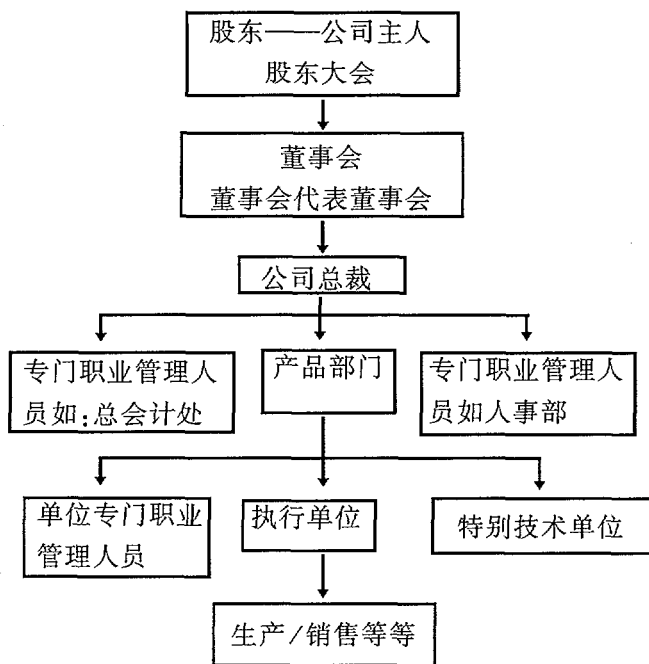 股东——公司主人
股东大会
董事会
董事会代表董事会
公司总裁
专门职业管理人
员如:总会计处
产品部门
专门职业管理人
员如人事部
单位专门职业
管理人员
执行单位
特别技术单位
生产/销售等等